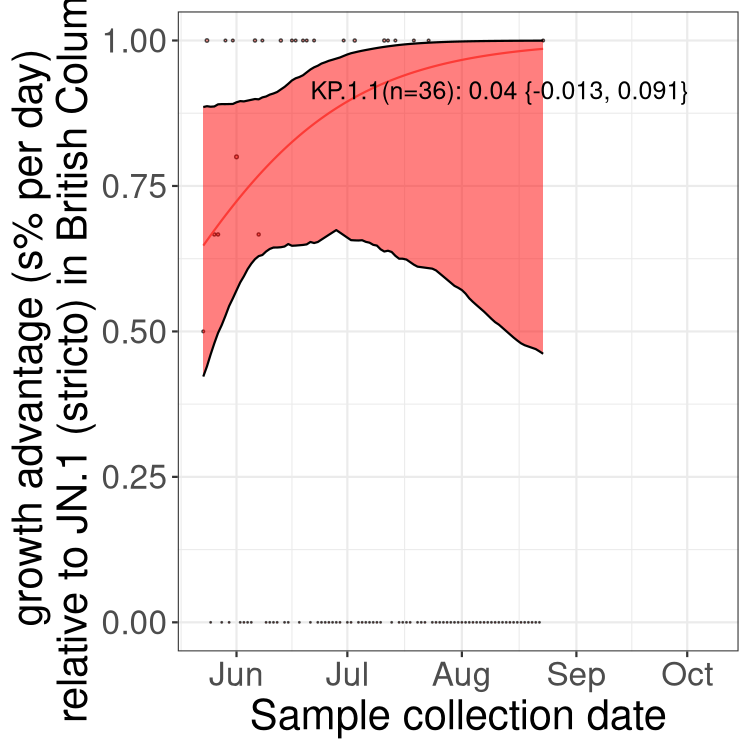 growth advantage (s% per day)
relative to JN.1 (stricto) in British Colum
1.00
0.75
0.50
0.25
0.00
KP.1.1(n=36): 0.04 {-0.013, 0.091}
Jun Jul Aug Sep Oct
Sample collection date